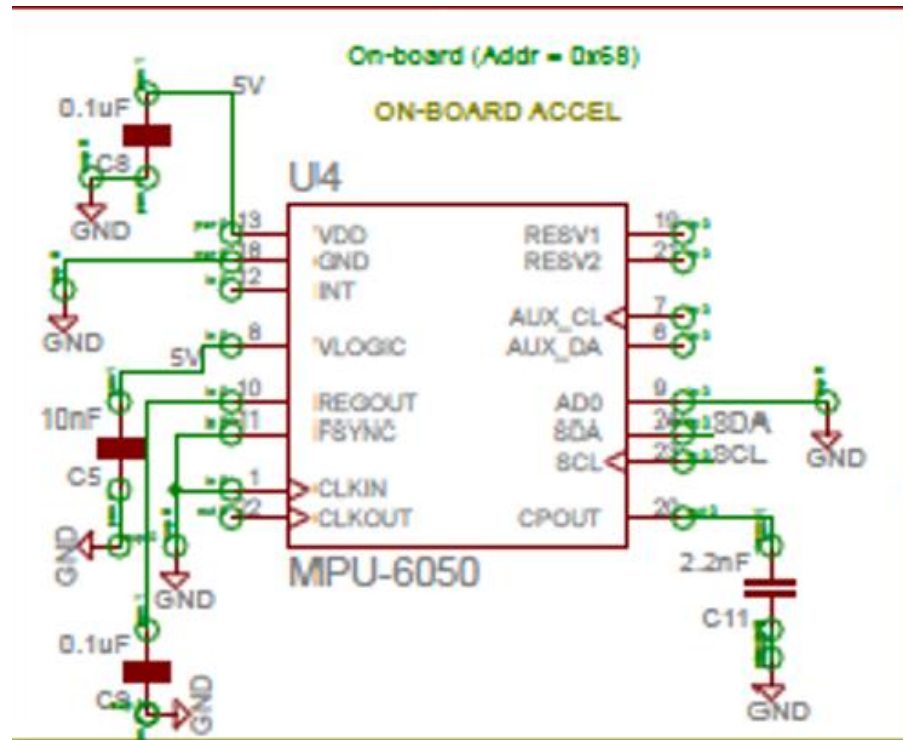 On-board (Addr = 0x68)
ON-BOARD ACCEL
5V
0.1uF
C8
GND
U4
13
VDD
18
GND
12
INT
GND
8
VLOGIC
5V
10
REGOUT
11
FSYNC
10nF
C5
1
CLKIN
22
CLKOUT
GND
GND
MPU-6050
0.1uF
C9
GND
RESV1
19
RESV2
21
AUX_CL
7
AUX_DA
6
AD0
9
SDA
24
SDA
SCL
23
SCL
GND
CPOUT
20
2.2nF
C11
GND